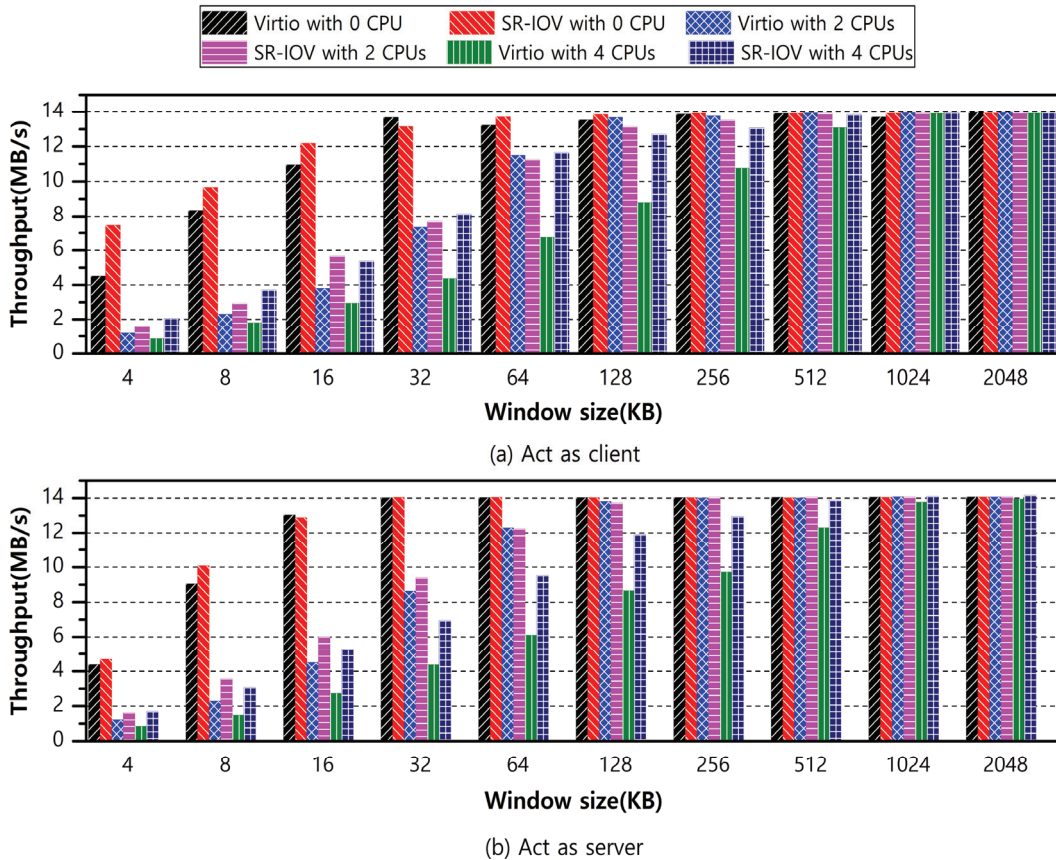 Virtio with 0 CPU SR-IOV with 0 CPU Virtio with 2 CPUs
SR-IOV with 2 CPUs Virtio with 4 CPUs SR-IOV with 4 CPUs
Throughput(MB/s)
14
12
10
8
6
4
2
0
4 8 16 32 64 128 256 512 1024 2048
Window size(KB)
(a) Act as client
Throughput(MB/s)
14
12
10
8
6
4
2
0
4 8 16 32 64 128 256 512 1024 2048
Window size(KB)
(b) Act as server